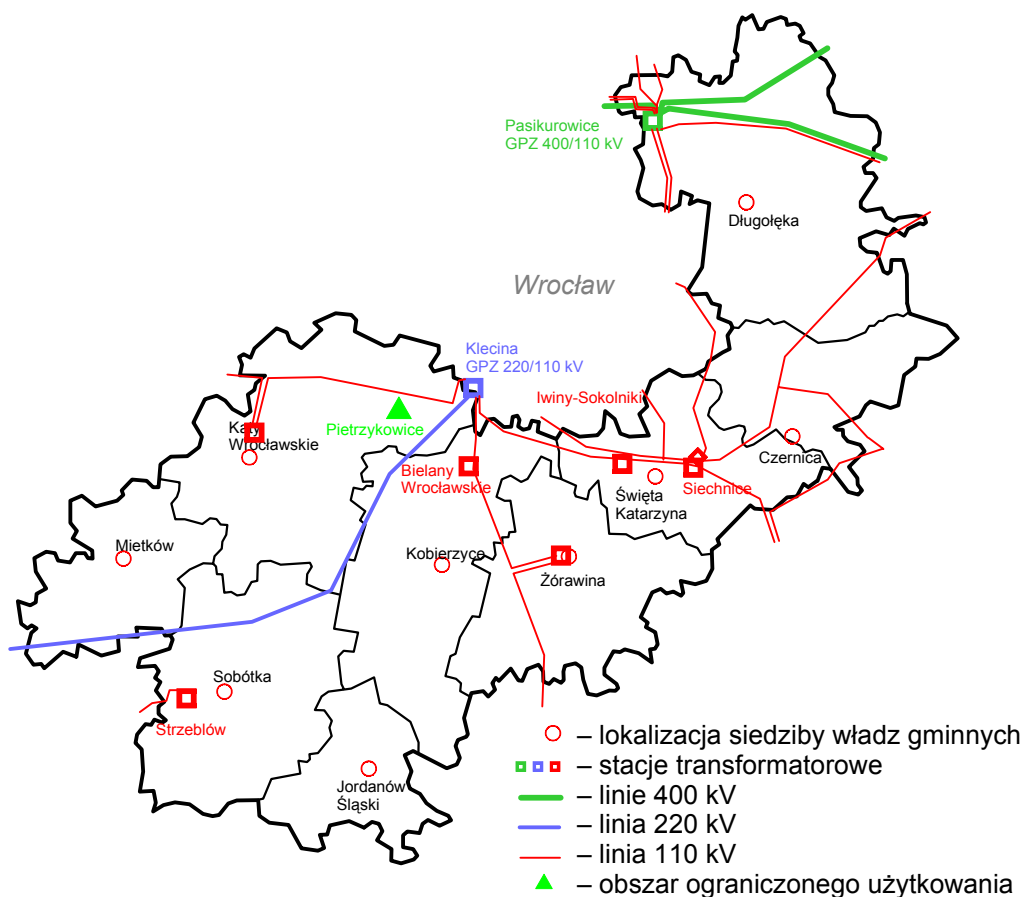 Pasikurowice
GPZ 400/110 kV
Długołęka
Wrocław
Klecina
GPZ 220/110 kV
Iwiny-Sokolniki
Pietrzykowice
Kąty
Wrocławskie
Bielany
Wrocławskie
Czernica
Siechnice
Święta
Katarzyna
Mietków
Kobierzyce
Żórawina
Sobótka
Strzeblów
Jordanów
Śląski
– lokalizacja siedziby władz gminnych
– stacje transformatorowe
– linie 400 kV
– linia 220 kV
– linia 110 kV
– obszar ograniczonego użytkowania